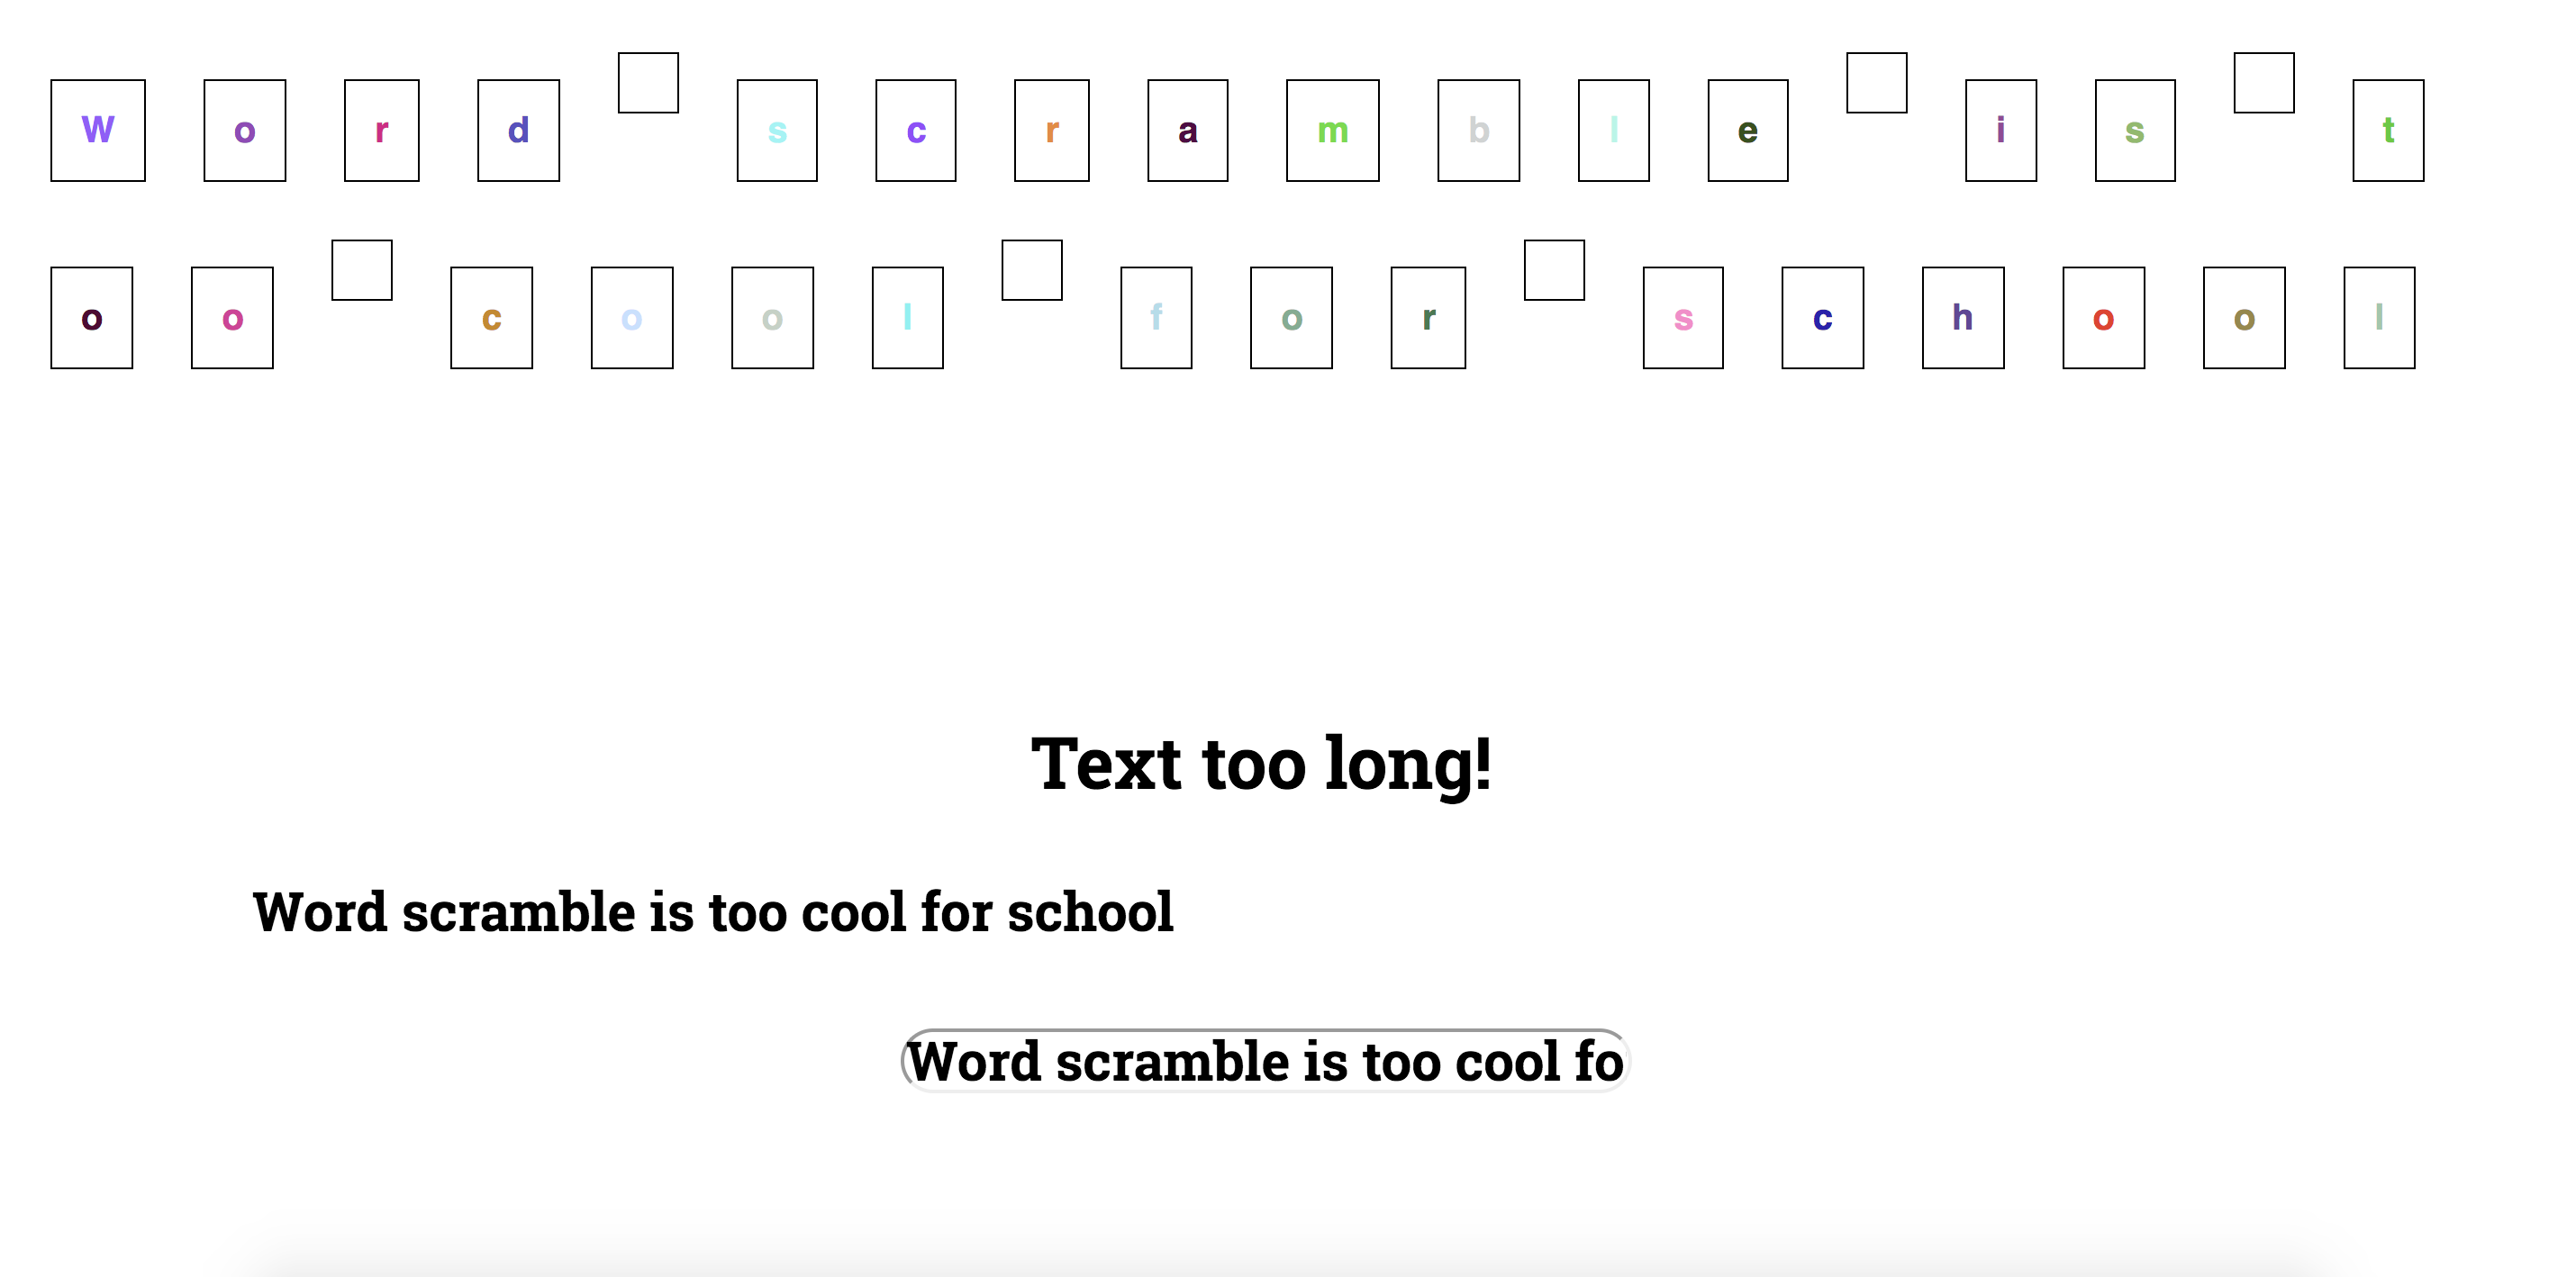 W o r d s c r a m b l e i s t
o o c o o l f o r s c h o o l
Text too long!
Word scramble is too cool for school
Word scramble is too cool fo